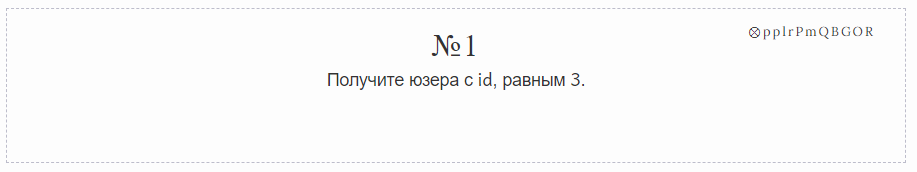 ⊗pplrPmQBGOR
№1
Получите юзера с id, равным 3.